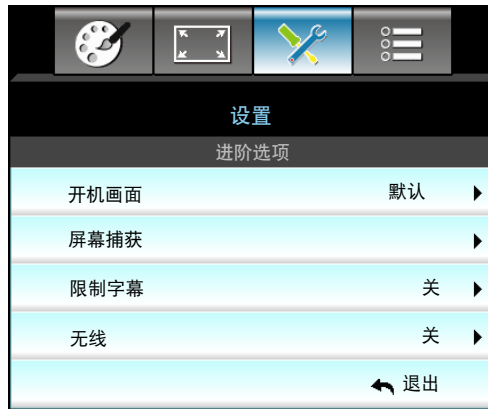 设置
进阶选项
开机画面 默认
屏幕捕获
限制字幕 关
无线 关
退出